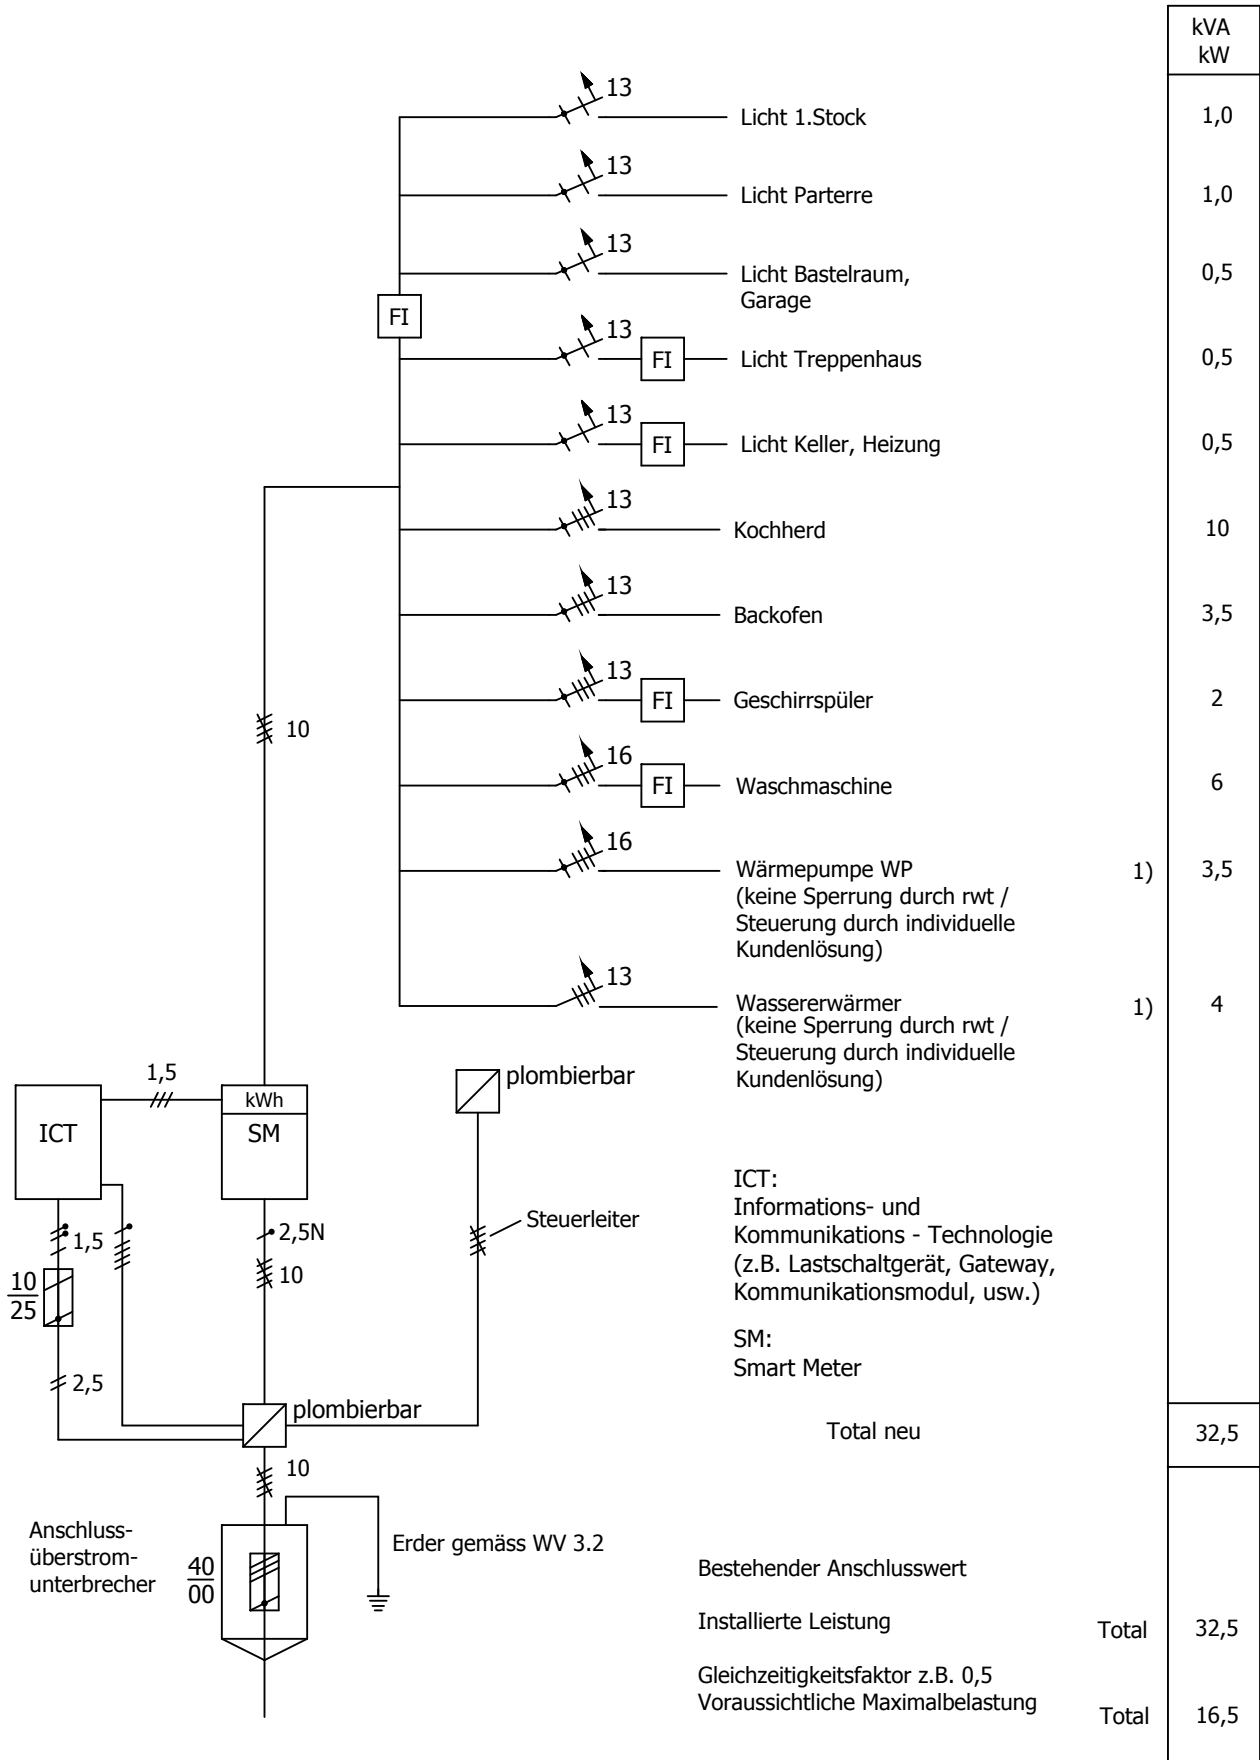 kVA
kW
13
Licht 1.Stock
1,0
13
Licht Parterre
1,0
13
Licht Bastelraum,
Garage
0,5
FI
13
FI
Licht Treppenhaus
0,5
13
FI
Licht Keller, Heizung
0,5
13
Kochherd
10
13
Backofen
3,5
13
FI
Geschirrspüler
2
10
16
FI
Waschmaschine
6
16
Wärmepumpe WP
(keine Sperrung durch rwt /
Steuerung durch individuelle
Kundenlösung)
1)
3,5
13
Wassererwärmer
(keine Sperrung durch rwt /
Steuerung durch individuelle
Kundenlösung)
1)
4
1,5
ICT
kWh
SM
plombierbar
Steuerleiter
1,5
2,5N
10
10
25
2,5
plombierbar
ICT:
Informations- und
Kommunikations - Technologie
(z.B. Lastschaltgerät, Gateway,
Kommunikationsmodul, usw.)
SM:
Smart Meter
Total neu
32,5
10
Anschluss-
überstrom-
unterbrecher
40
00
Erder gemäss WV 3.2
Bestehender Anschlusswert
Installierte Leistung
Total
32,5
Gleichzeitigkeitsfaktor z.B. 0,5
Voraussichtliche Maximalbelastung
Total
16,5